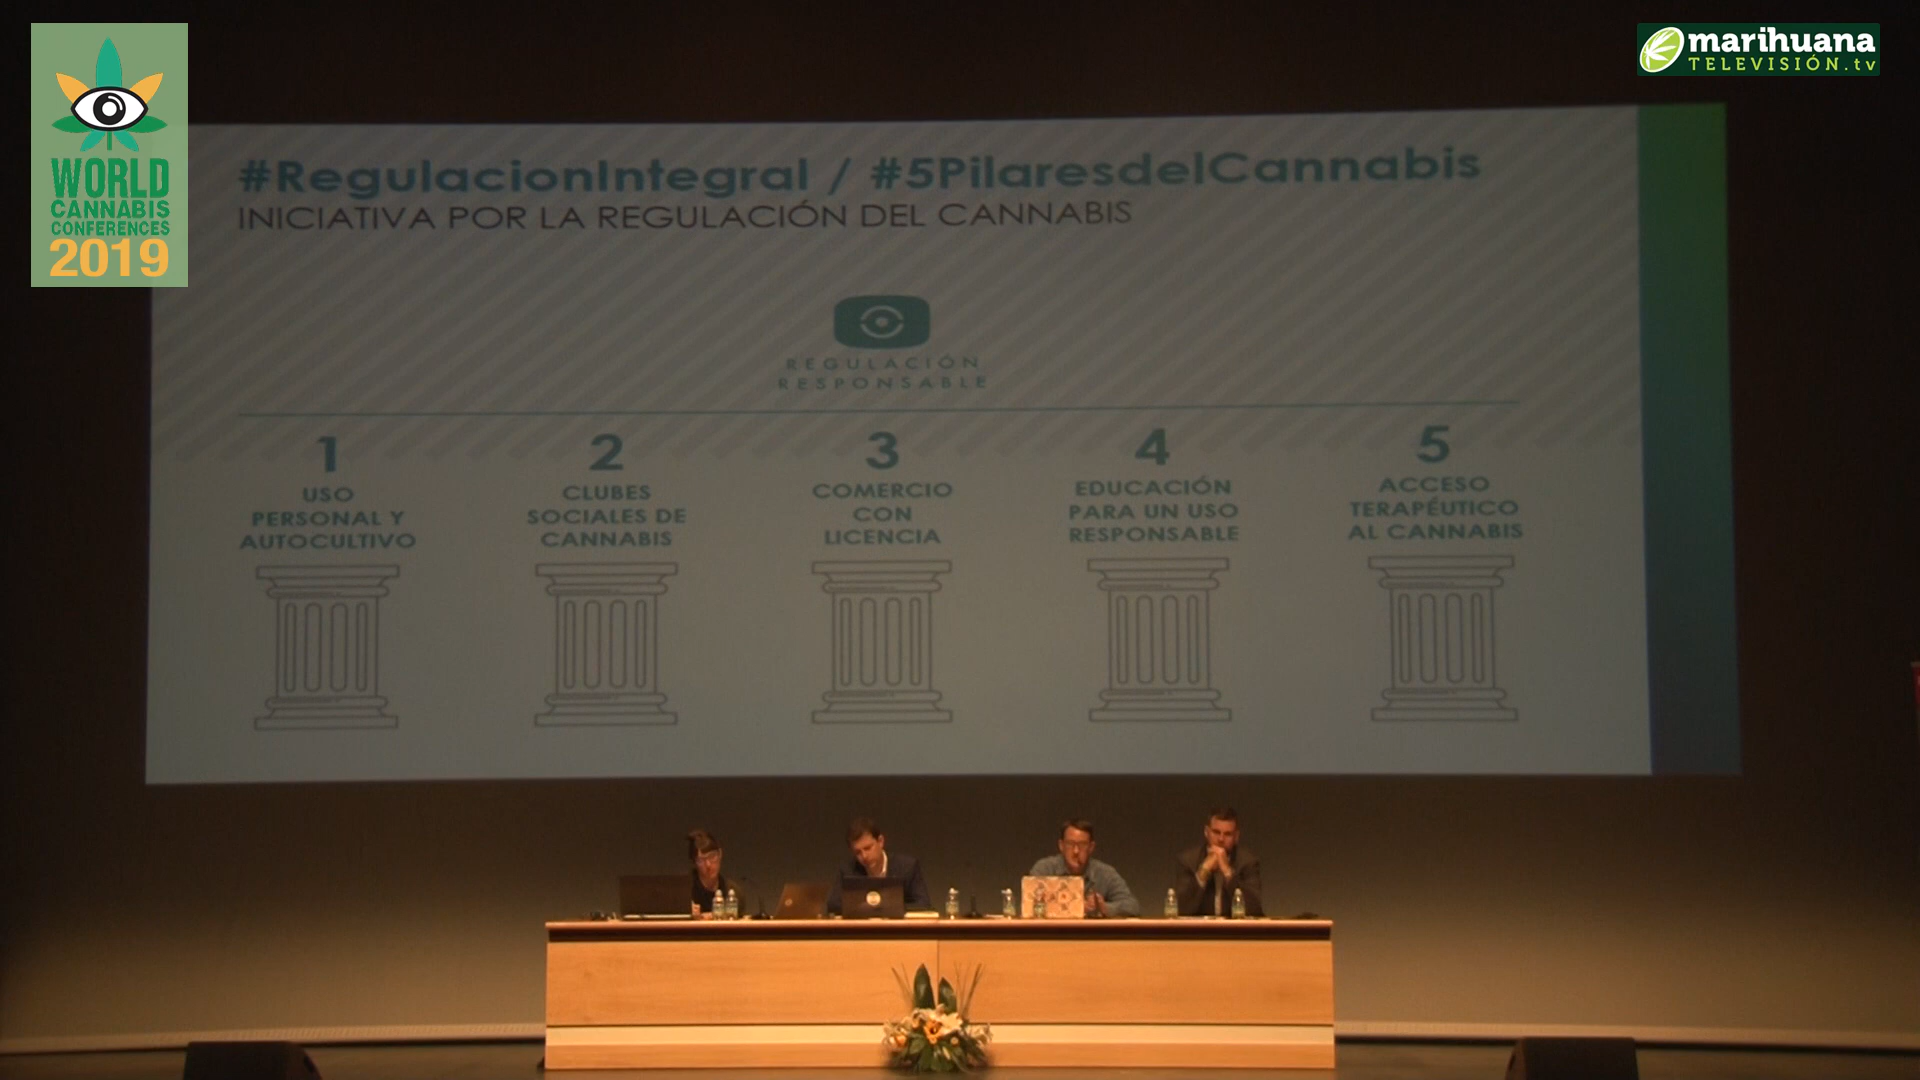 WORLD
CANNABIS
CONFERENCES
2019
marihuana
TELEVISIÓN.tv
#RegulacionIntegral / #5PilaresdelCannabis
INICIATIVA POR LA REGULACIÓN DEL CANNABIS
REGULACIÓN
RESPONSABLE
1
USO
PERSONAL Y
AUTOCULTIVO
2
CLUBES
SOCIALES DE
CANNABIS
3
COMERCIO
CON
LICENCIA
4
EDUCACIÓN
PARA UN USO
RESPONSABLE
5
ACCESO
TERAPÉUTICO
AL CANNABIS